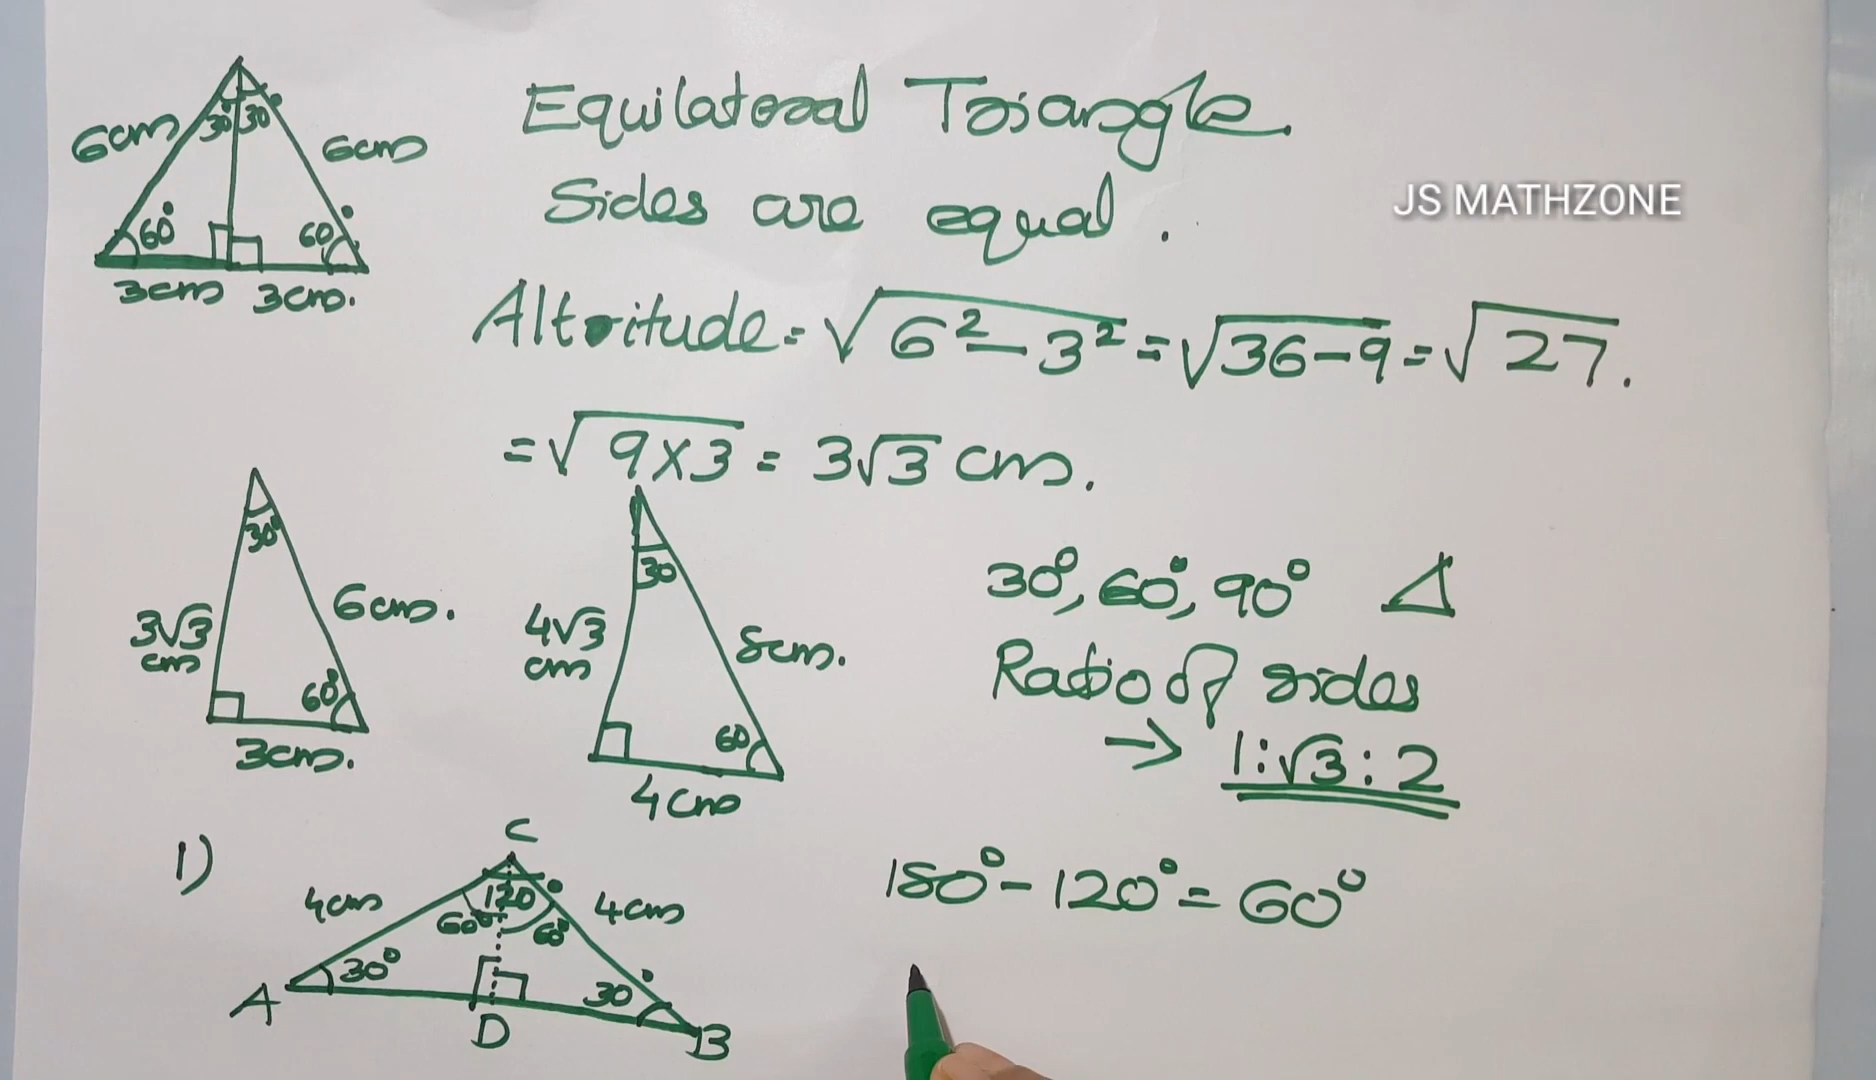 6cm 30° 30° 6cm
60° 60°
3cm 3cm.
Equilateral Triangle.
Sides are equal.
JS MATHZONE
Altritude = √6² - 3² = √36-9 = √27.
= √9×3 = 3√3 cm.
30°
3√3 cm
6cm.
60°
3cm.
30
4√3 cm
8cm.
60
4cm
30°, 60°, 90° △
Ratio of sides
→ 1:√3:2
1)
C
4cm 120° 4cm
60° 60°
A 30° 30° B
D
180° - 120° = 60°